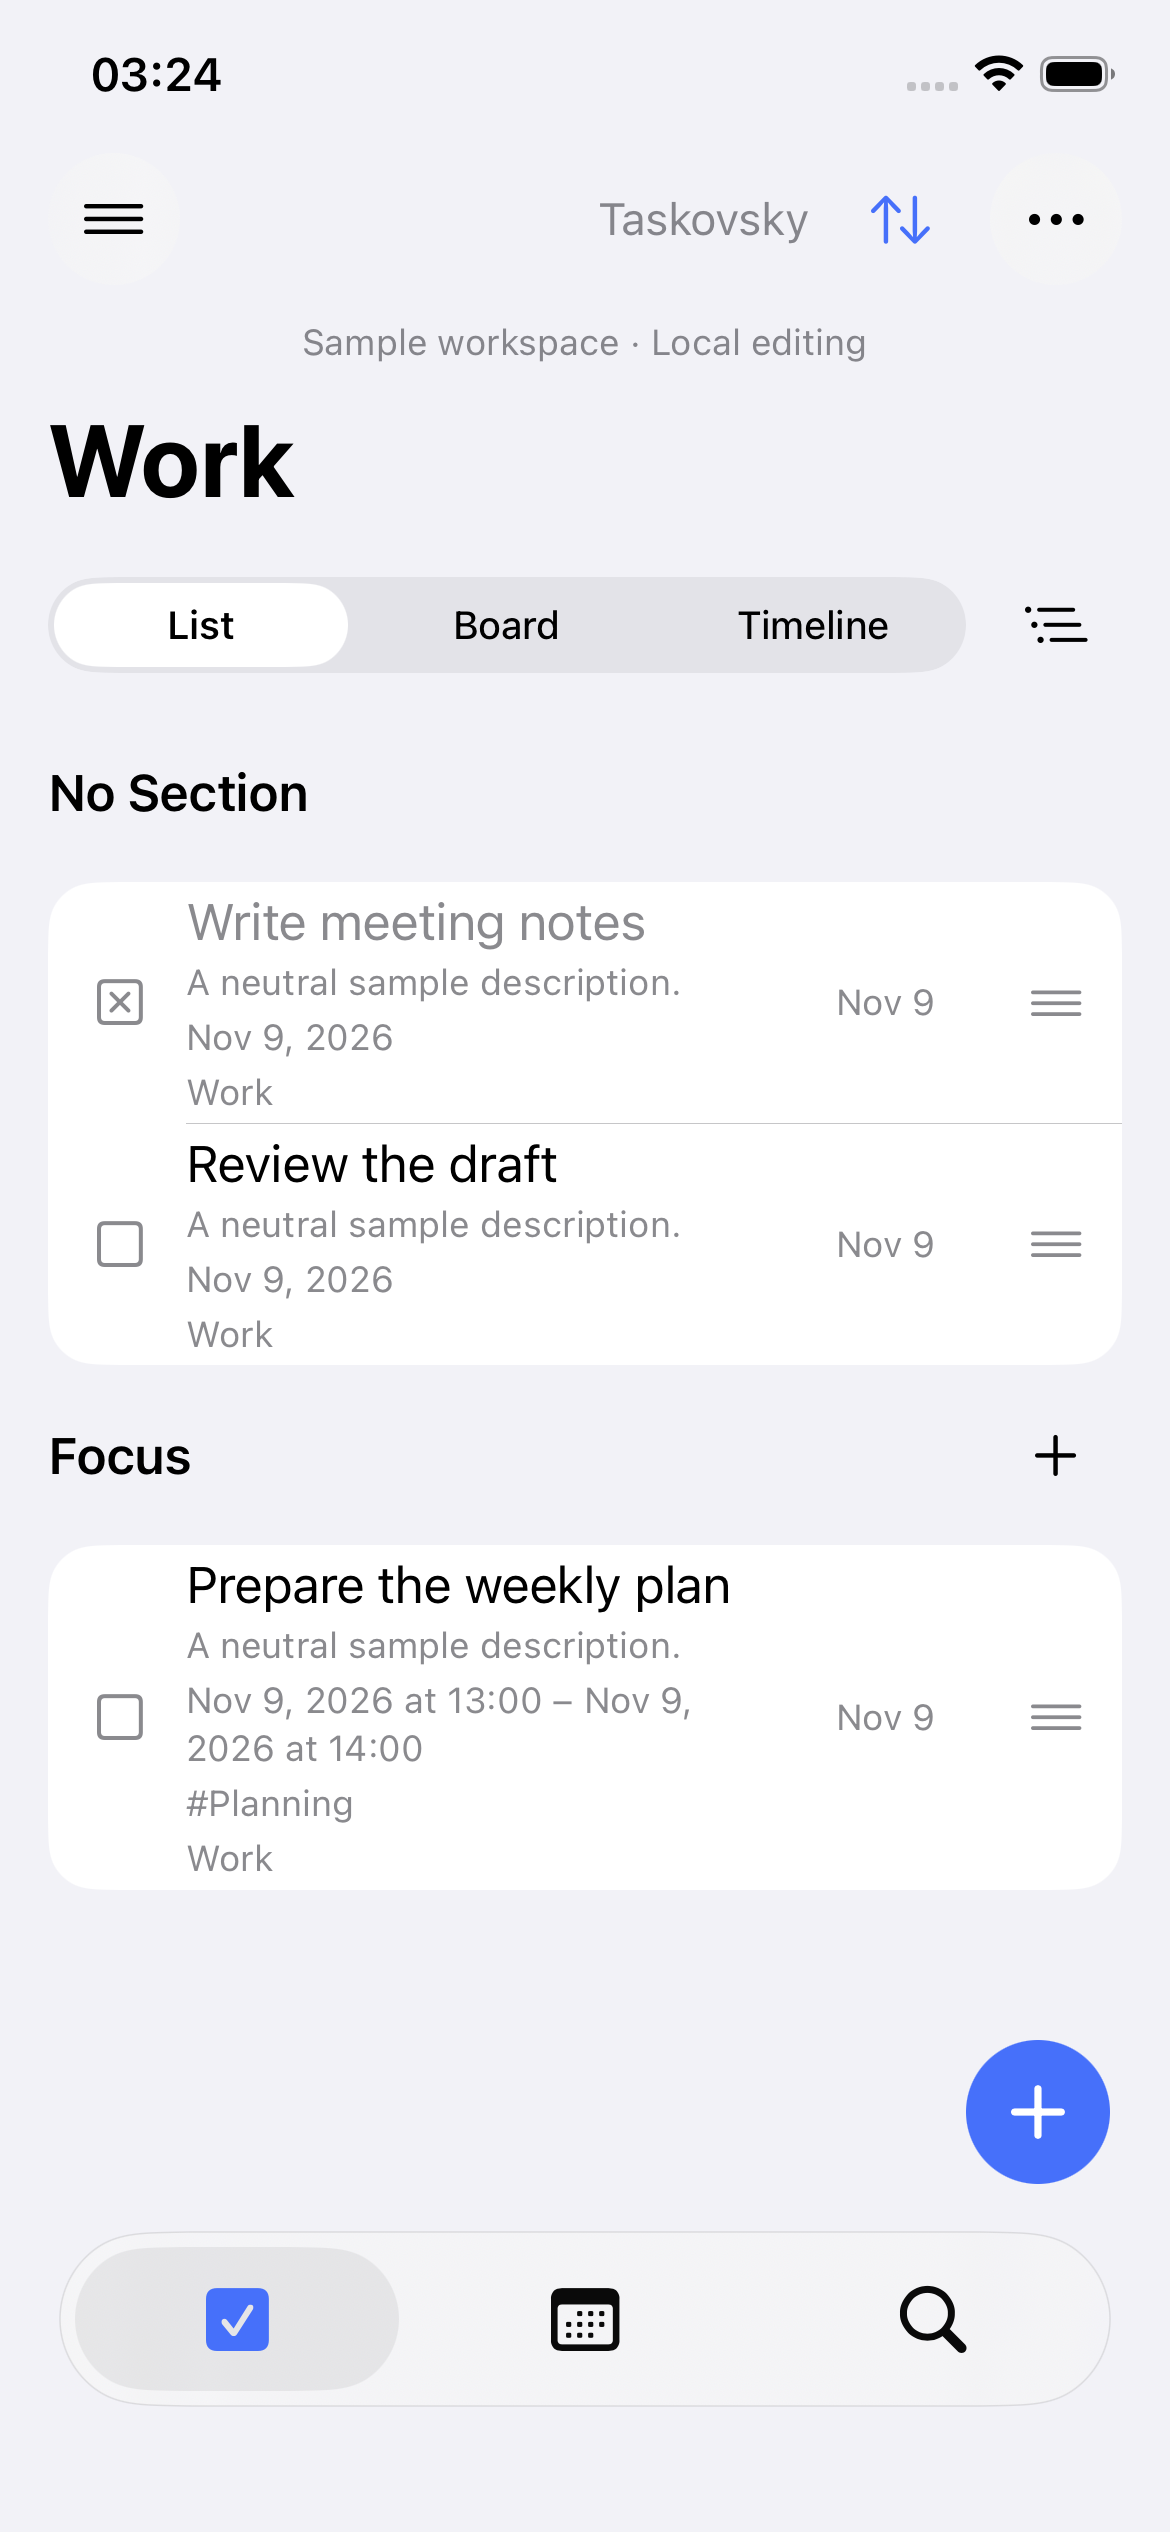 03:24
Taskovsky
Sample workspace · Local editing
Work
List
Board
Timeline
No Section
Write meeting notes
A neutral sample description.
Nov 9, 2026
Work
Nov 9
Review the draft
A neutral sample description.
Nov 9, 2026
Work
Nov 9
Focus
Prepare the weekly plan
A neutral sample description.
Nov 9, 2026 at 13:00 – Nov 9,
2026 at 14:00
#Planning
Work
Nov 9